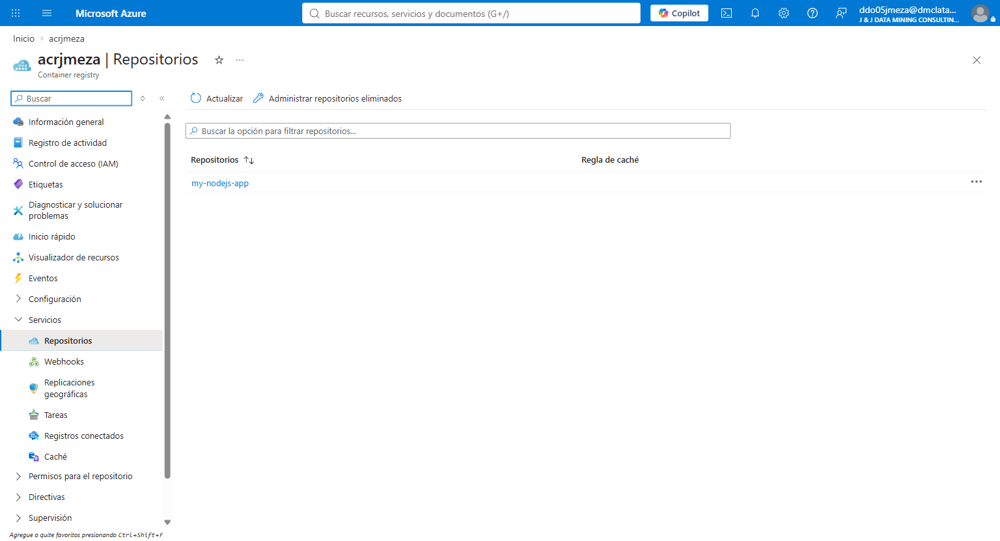 Microsoft Azure
Buscar recursos, servicios y documentos (G+/)
Copilot
ddo05jmeza@dmclata...
J & J DATA MINING CONSULTIN...
Inicio > acrjmeza
acrjmeza | Repositorios
Container registry
Buscar
Actualizar
Administrar repositorios eliminados
Información general
Registro de actividad
Control de acceso (IAM)
Etiquetas
Diagnosticar y solucionar
problemas
Inicio rápido
Visualizador de recursos
Eventos
Configuración
Servicios
Repositorios
Webhooks
Replicaciones
geográficas
Tareas
Registros conectados
Caché
Permisos para el repositorio
Directivas
Supervisión
Agregue o quite favoritos presionando Ctrl+Shift+F
Buscar la opción para filtrar repositorios...
Repositorios
Regla de caché
my-nodejs-app